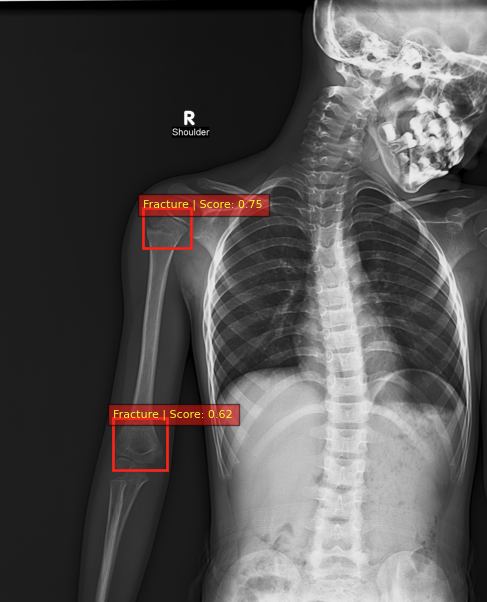 R
Shoulder
Fracture | Score: 0.75
Fracture | Score: 0.62